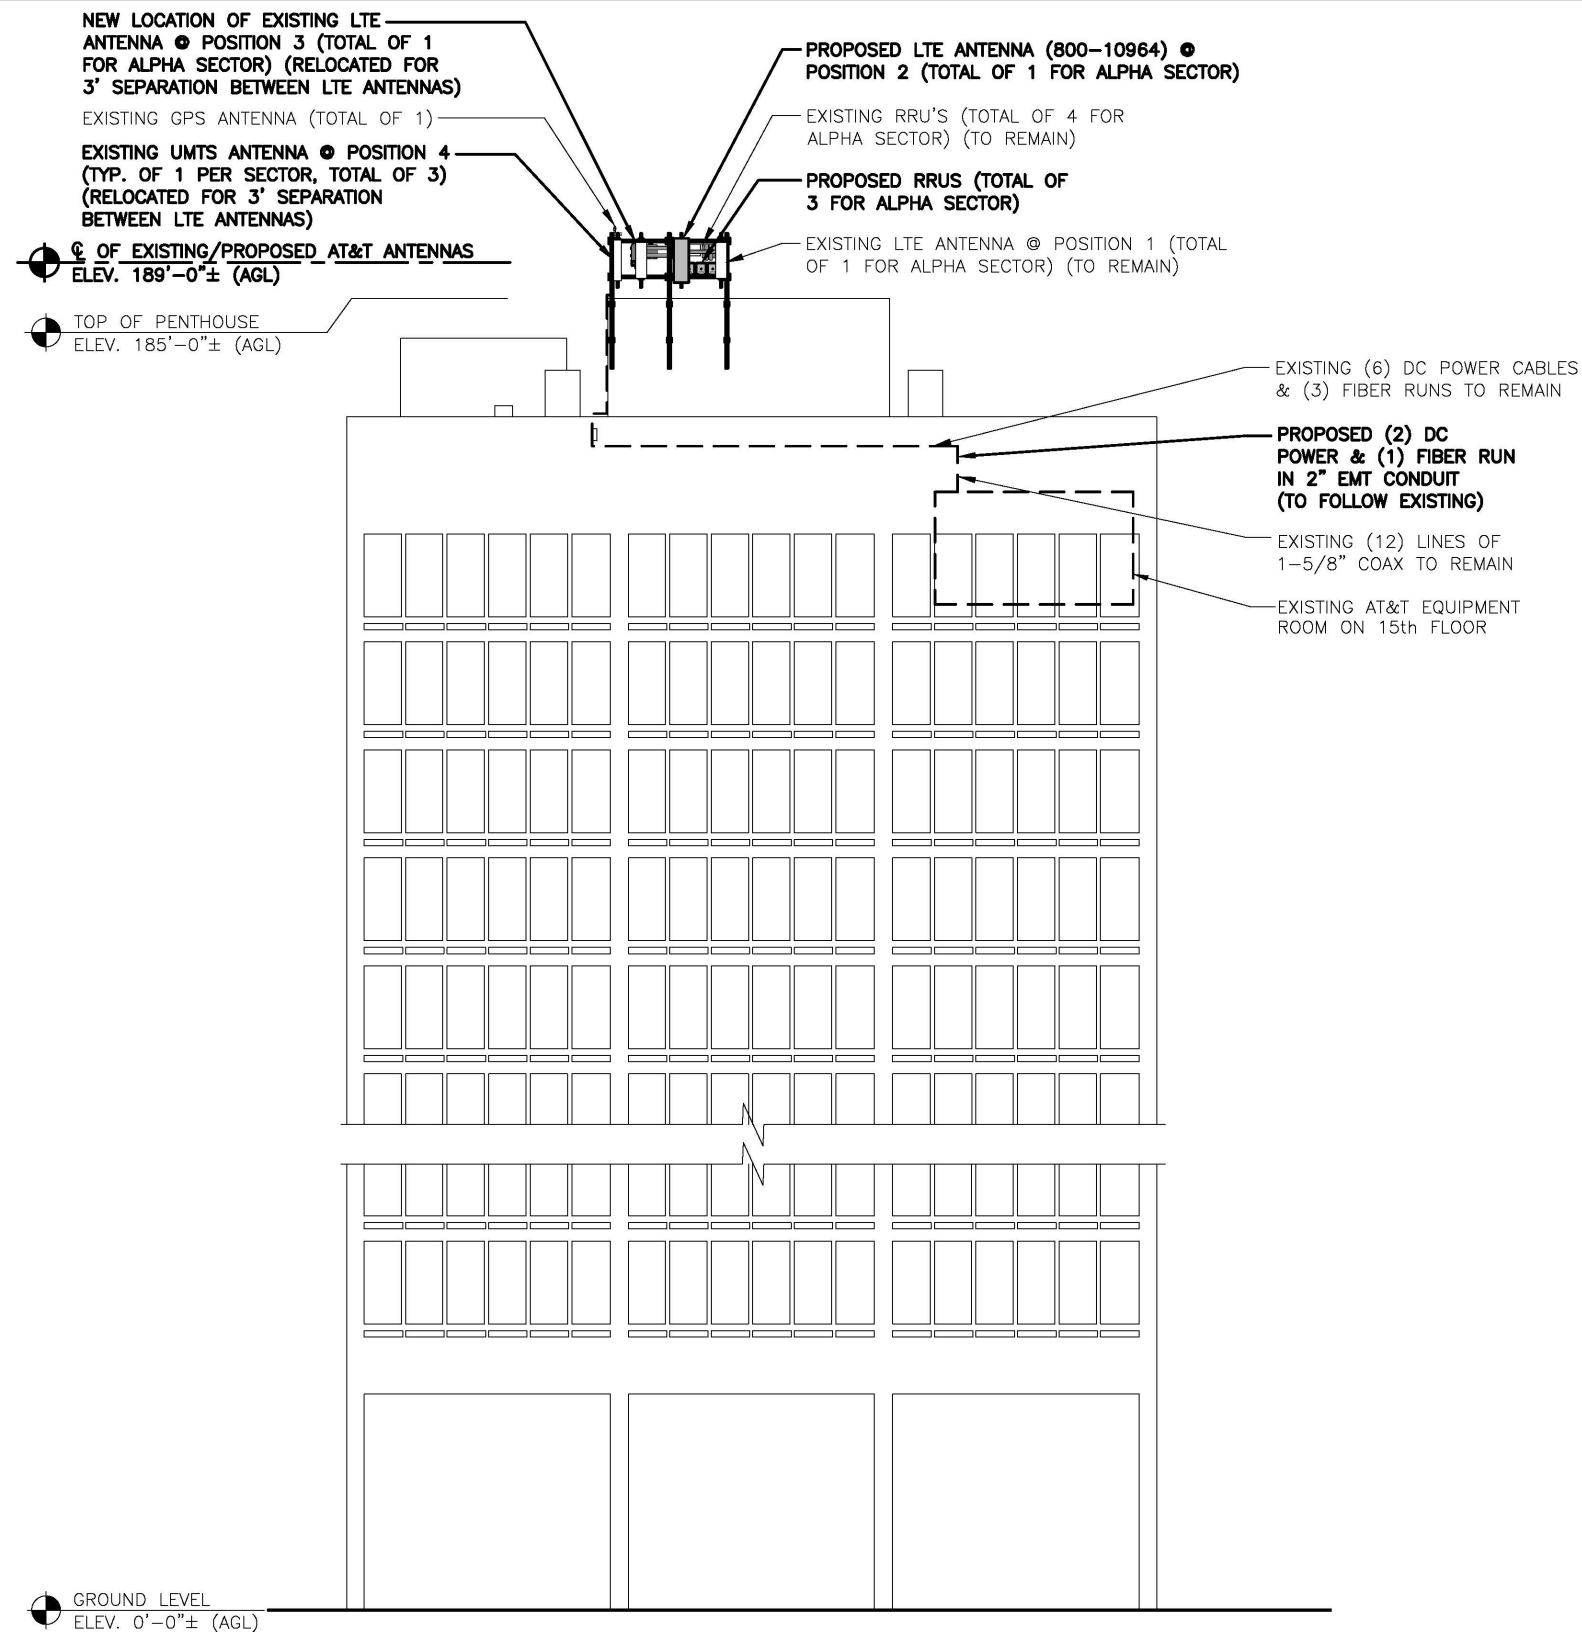 NEW LOCATION OF EXISTING LTE
ANTENNA @ POSITION 3 (TOTAL OF 1
FOR ALPHA SECTOR) (RELOCATED FOR
3' SEPARATION BETWEEN LTE ANTENNAS)
EXISTING GPS ANTENNA (TOTAL OF 1)
EXISTING UMTS ANTENNA @ POSITION 4
(TYP. OF 1 PER SECTOR, TOTAL OF 3)
(RELOCATED FOR 3' SEPARATION
BETWEEN LTE ANTENNAS)
℄ OF EXISTING/PROPOSED AT&T ANTENNAS
ELEV. 189'-0"± (AGL)
TOP OF PENTHOUSE
ELEV. 185'-0"± (AGL)
PROPOSED LTE ANTENNA (800-10964) @
POSITION 2 (TOTAL OF 1 FOR ALPHA SECTOR)
EXISTING RRU'S (TOTAL OF 4 FOR
ALPHA SECTOR) (TO REMAIN)
PROPOSED RRUS (TOTAL OF
3 FOR ALPHA SECTOR)
EXISTING LTE ANTENNA @ POSITION 1 (TOTAL
OF 1 FOR ALPHA SECTOR) (TO REMAIN)
EXISTING (6) DC POWER CABLES
& (3) FIBER RUNS TO REMAIN
PROPOSED (2) DC
POWER & (1) FIBER RUN
IN 2" EMT CONDUIT
(TO FOLLOW EXISTING)
EXISTING (12) LINES OF
1-5/8" COAX TO REMAIN
EXISTING AT&T EQUIPMENT
ROOM ON 15th FLOOR
GROUND LEVEL
ELEV. 0'-0"± (AGL)